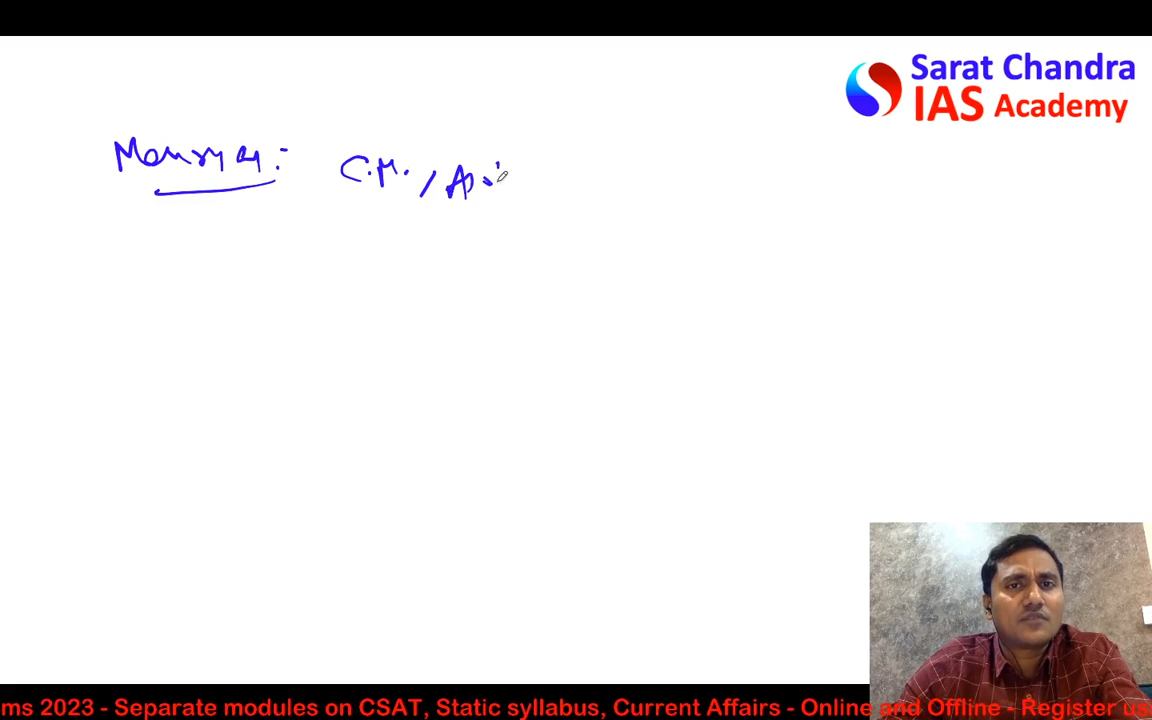 Sarat Chandra
IAS Academy
Mauryas :-
C.M. /
ms 2023 - Separate modules on CSAT, Static syllabus, Current Affairs - Online and Offline - Register us